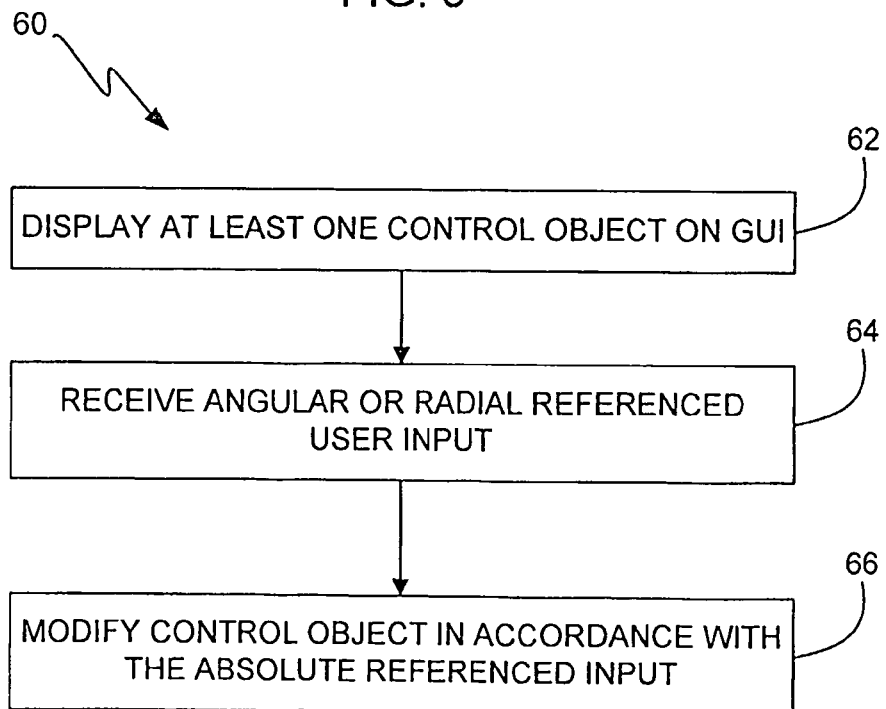 60
62
DISPLAY AT LEAST ONE CONTROL OBJECT ON GUI
64
RECEIVE ANGULAR OR RADIAL REFERENCED
USER INPUT
66
MODIFY CONTROL OBJECT IN ACCORDANCE WITH
THE ABSOLUTE REFERENCED INPUT